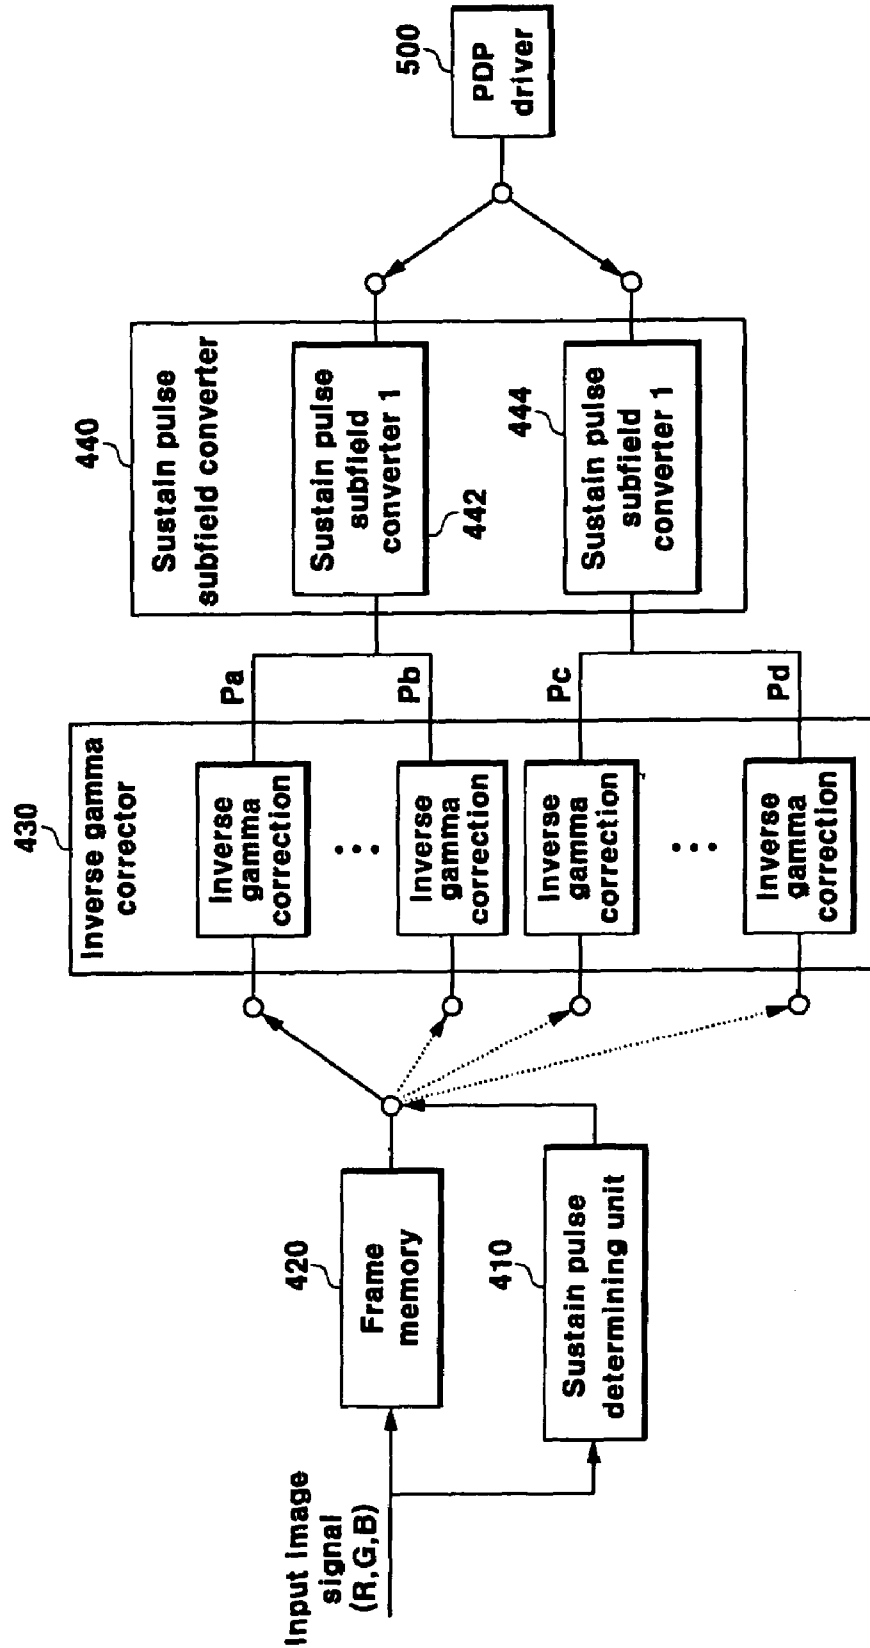 Input image
signal
(R,G,B)
420
Frame
memory
410
Sustain pulse
determining unit
430
Inverse gamma
corrector
Inverse
gamma
correction
Inverse
gamma
correction
Inverse
gamma
correction
Inverse
gamma
correction
Pa
Pb
Pc
Pd
440
Sustain pulse
subfield converter
Sustain pulse
subfield
converter 1
442
444
Sustain pulse
subfield
converter 1
500
PDP
driver